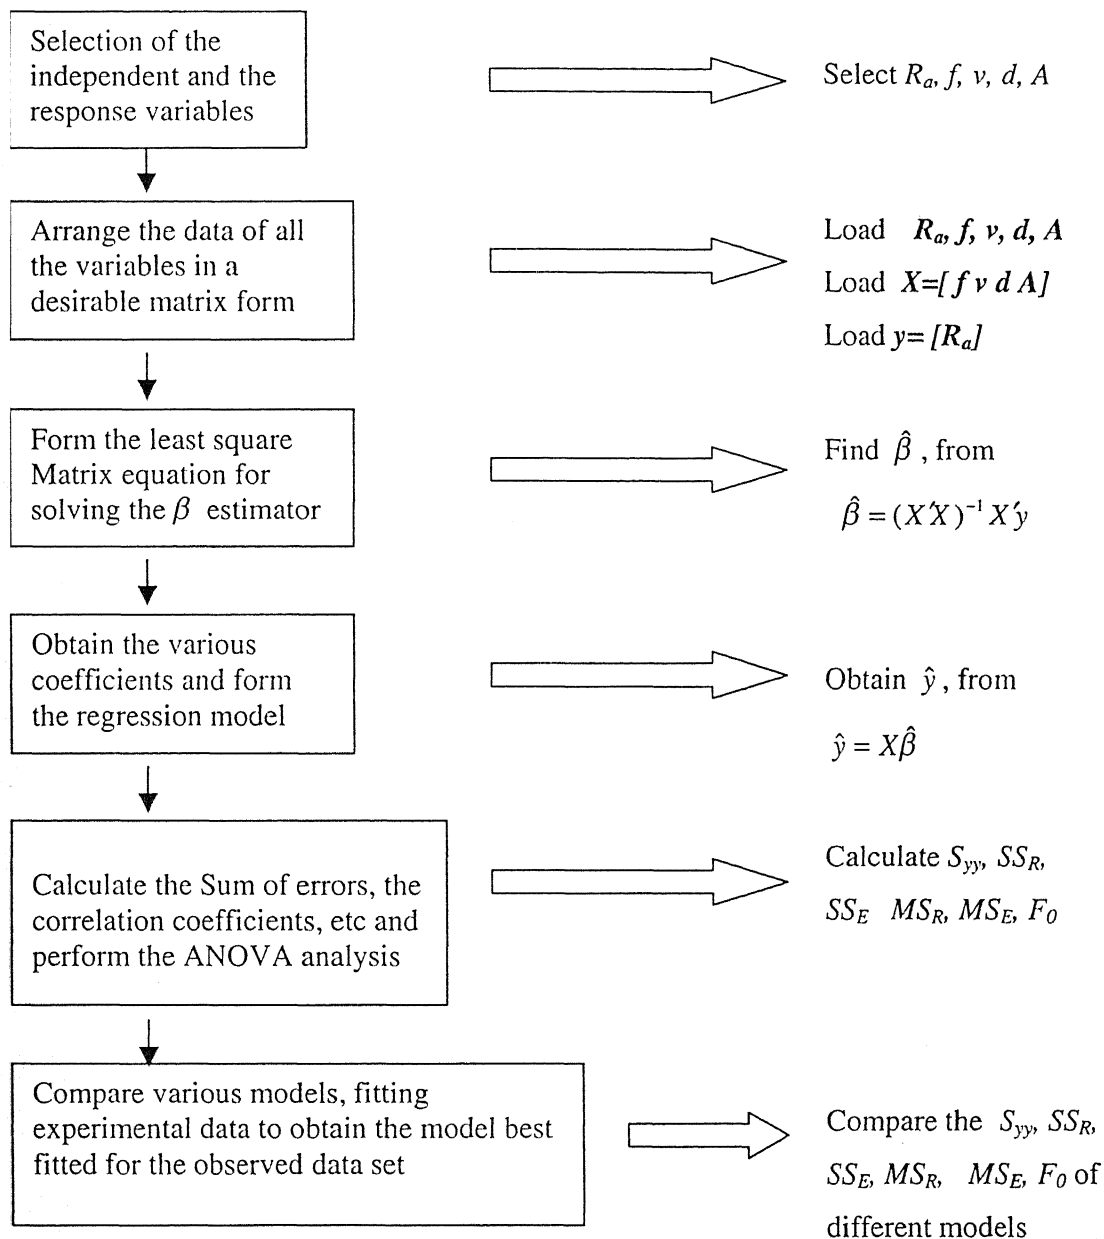 Selection of the
independent and the
response variables
Select Ra, f, v, d, A
Arrange the data of all
the variables in a
desirable matrix form
Load Ra, f, v, d, A
Load X=[ f v d A]
Load y= [Ra]
Form the least square
Matrix equation for
solving the β estimator
Find β̂ , from
β̂ = (X′X)⁻¹ X′y
Obtain the various
coefficients and form
the regression model
Obtain ŷ , from
ŷ = Xβ̂
Calculate the Sum of errors, the
correlation coefficients, etc and
perform the ANOVA analysis
Calculate Syy, SSR,
SSE MSR, MSE, F0
Compare various models, fitting
experimental data to obtain the model best
fitted for the observed data set
Compare the Syy, SSR,
SSE, MSR, MSE, F0 of
different models